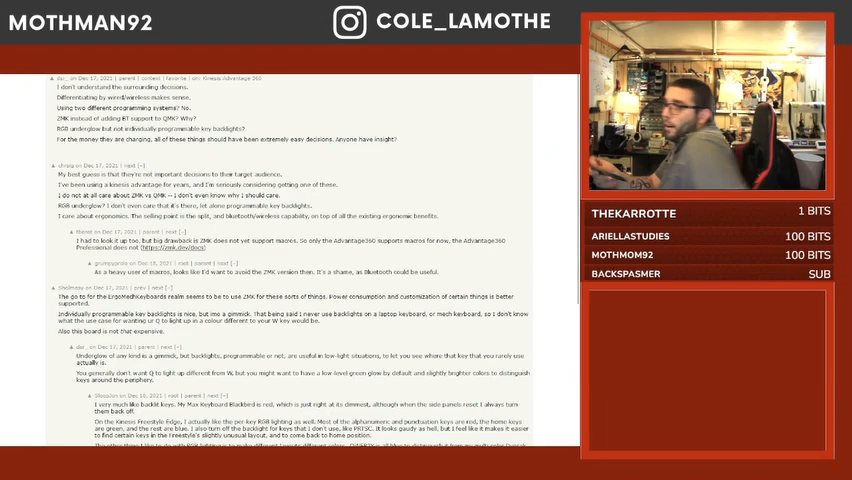 MOTHMAN92
COLE_LAMOTHE
on Dec 17, 2021 | parent | context | favorite | on: Kinesis Advantage 360
I don't understand the surrounding decisions.
Differentiating by wired/wireless makes sense.
Using two different programming systems? No.
ZMK instead of adding BT support to QMK? Why?
RGB underglow but not individually programmable key backlights?
For the money they are charging, all of these things should have been extremely easy decisions. Anyone have insight?
on Dec 17, 2021 | next [–]
My best guess is that they're not important decisions to their target audience.
I've been using a kinesis advantage for years, and I'm seriously considering getting one of these.
I do not at all care about ZMK vs QMK -- I don't even know why I should care.
RGB underglow? I don't even care that it's there, let alone programmable key backlights.
I care about ergonomics. The selling point is the split, and bluetooth/wireless capability, on top of all the existing ergonomic benefits.
on Dec 17, 2021 | parent | next [–]
I had to look it up too, but big drawback is ZMK does not yet support macros. So only the Advantage360 supports macros for now, the Advantage360
Professional does not (https://zmk.dev/docs)
on Dec 18, 2021 | root | parent | next [–]
As a heavy user of macros, looks like I'd want to avoid the ZMK version then. It's a shame, as Bluetooth could be useful.
on Dec 17, 2021 | prev | next [–]
The go to for the ErgoMechKeyboards realm seems to be to use ZMK for these sorts of things. Power consumption and customization of certain things is better
supported.
Individually programmable key backlights is nice, but imo a gimmick. That being said I never use backlights on a laptop keyboard, or mech keyboard, so I don't know
what the use case for wanting ur Q to light up in a colour different to your W key would be.
Also this board is not that expensive.
on Dec 17, 2021 | parent | next [–]
Underglow of any kind is a gimmick, but backlights, programmable or not, are useful in low-light situations, to let you see where that key that you rarely use
actually is.
You generally don't want Q to light up different from W, but you might want to have a low-level green glow by default and slightly brighter colors to distinguish
keys around the periphery.
on Dec 18, 2021 | root | parent | next [–]
I very much like backlit keys. My Max Keyboard Blackbird is red, which is just right at its dimmest, although when the side panels reset I always turn
them back off.
On the Kinesis Freestyle Edge, I actually like the per-key RGB lighting as well. Most of the alphanumeric and punctuation keys are red, the home keys
are green, and the rest are blue. I also turn off the backlight for keys that I don't use, like PRTSC. It looks gaudy as hell, but I feel like it makes it easier
to find certain keys in the Freestyle's slightly unusual layout, and to come back to home position.
THEKARROTTE 1 BITS
ARIELLASTUDIES 100 BITS
MOTHMOM92 100 BITS
BACKSPASMER SUB